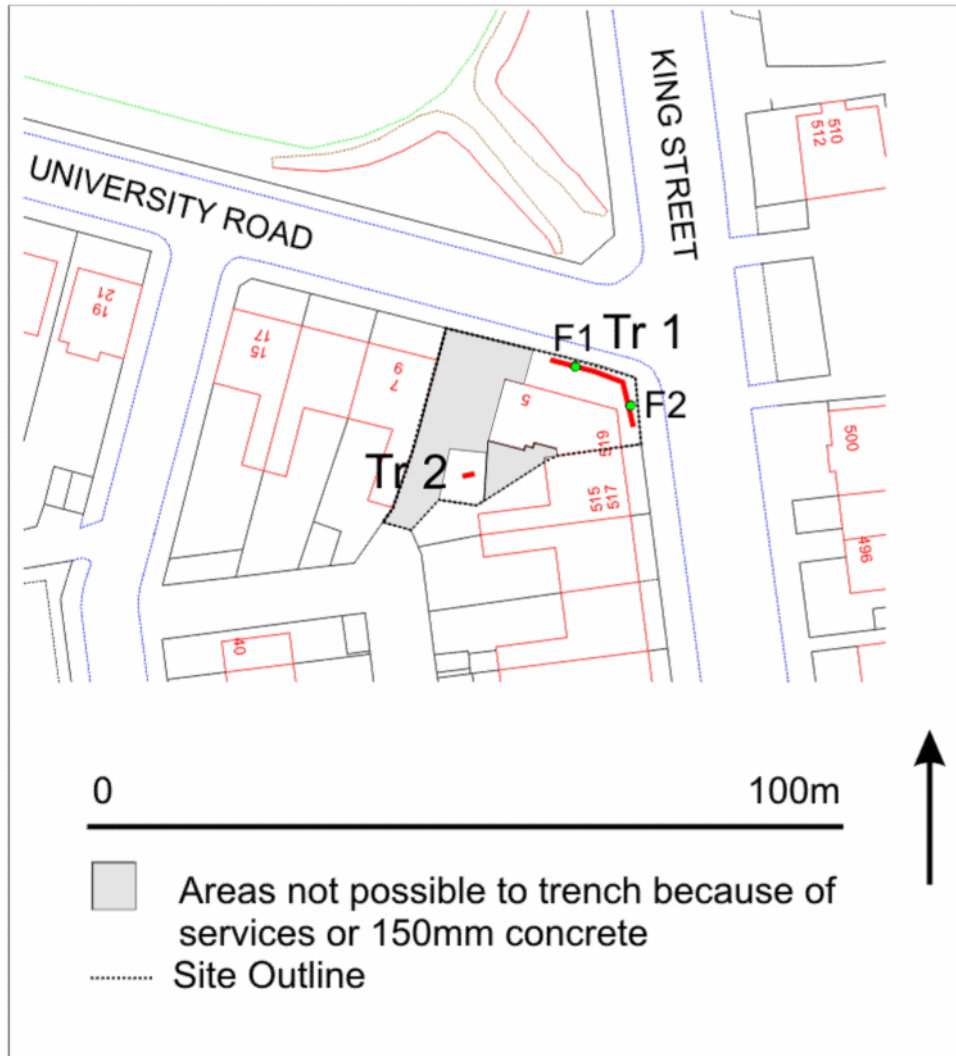 KING STREET
510
512
UNIVERSITY ROAD
21
19
17
15
9
7
F1 Tr 1
5
F2
519
500
Tr 2
515
517
496
40
0
100m
Areas not possible to trench because of
services or 150mm concrete
Site Outline